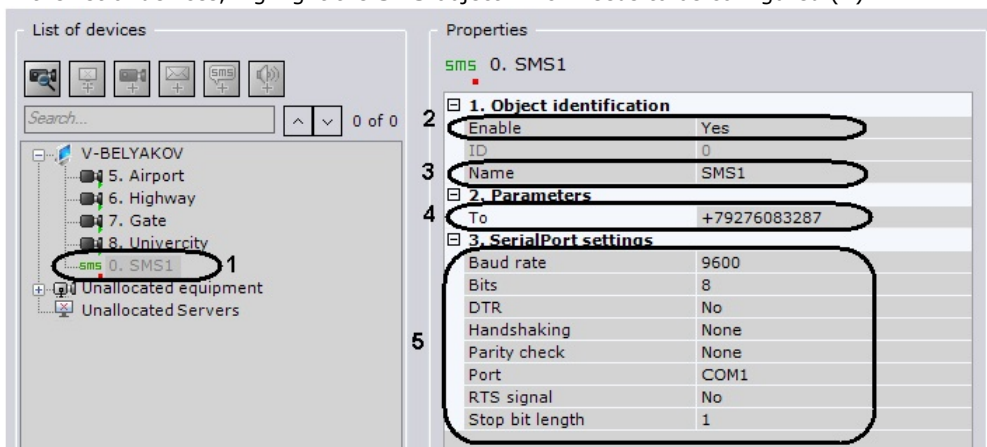 List of devices
sms
Search...
0 of 0
V-BELYAKOV
5. Airport
6. Highway
7. Gate
8. Univercity
sms 0. SMS1
1
Unallocated equipment
Unallocated Servers
Properties
sms 0. SMS1
1. Object identification
2
Enable Yes
ID 0
3
Name SMS1
2. Parameters
4
To +79276083287
3. SerialPort settings
Baud rate 9600
Bits 8
DTR No
Handshaking None
5
Parity check None
Port COM1
RTS signal No
Stop bit length 1